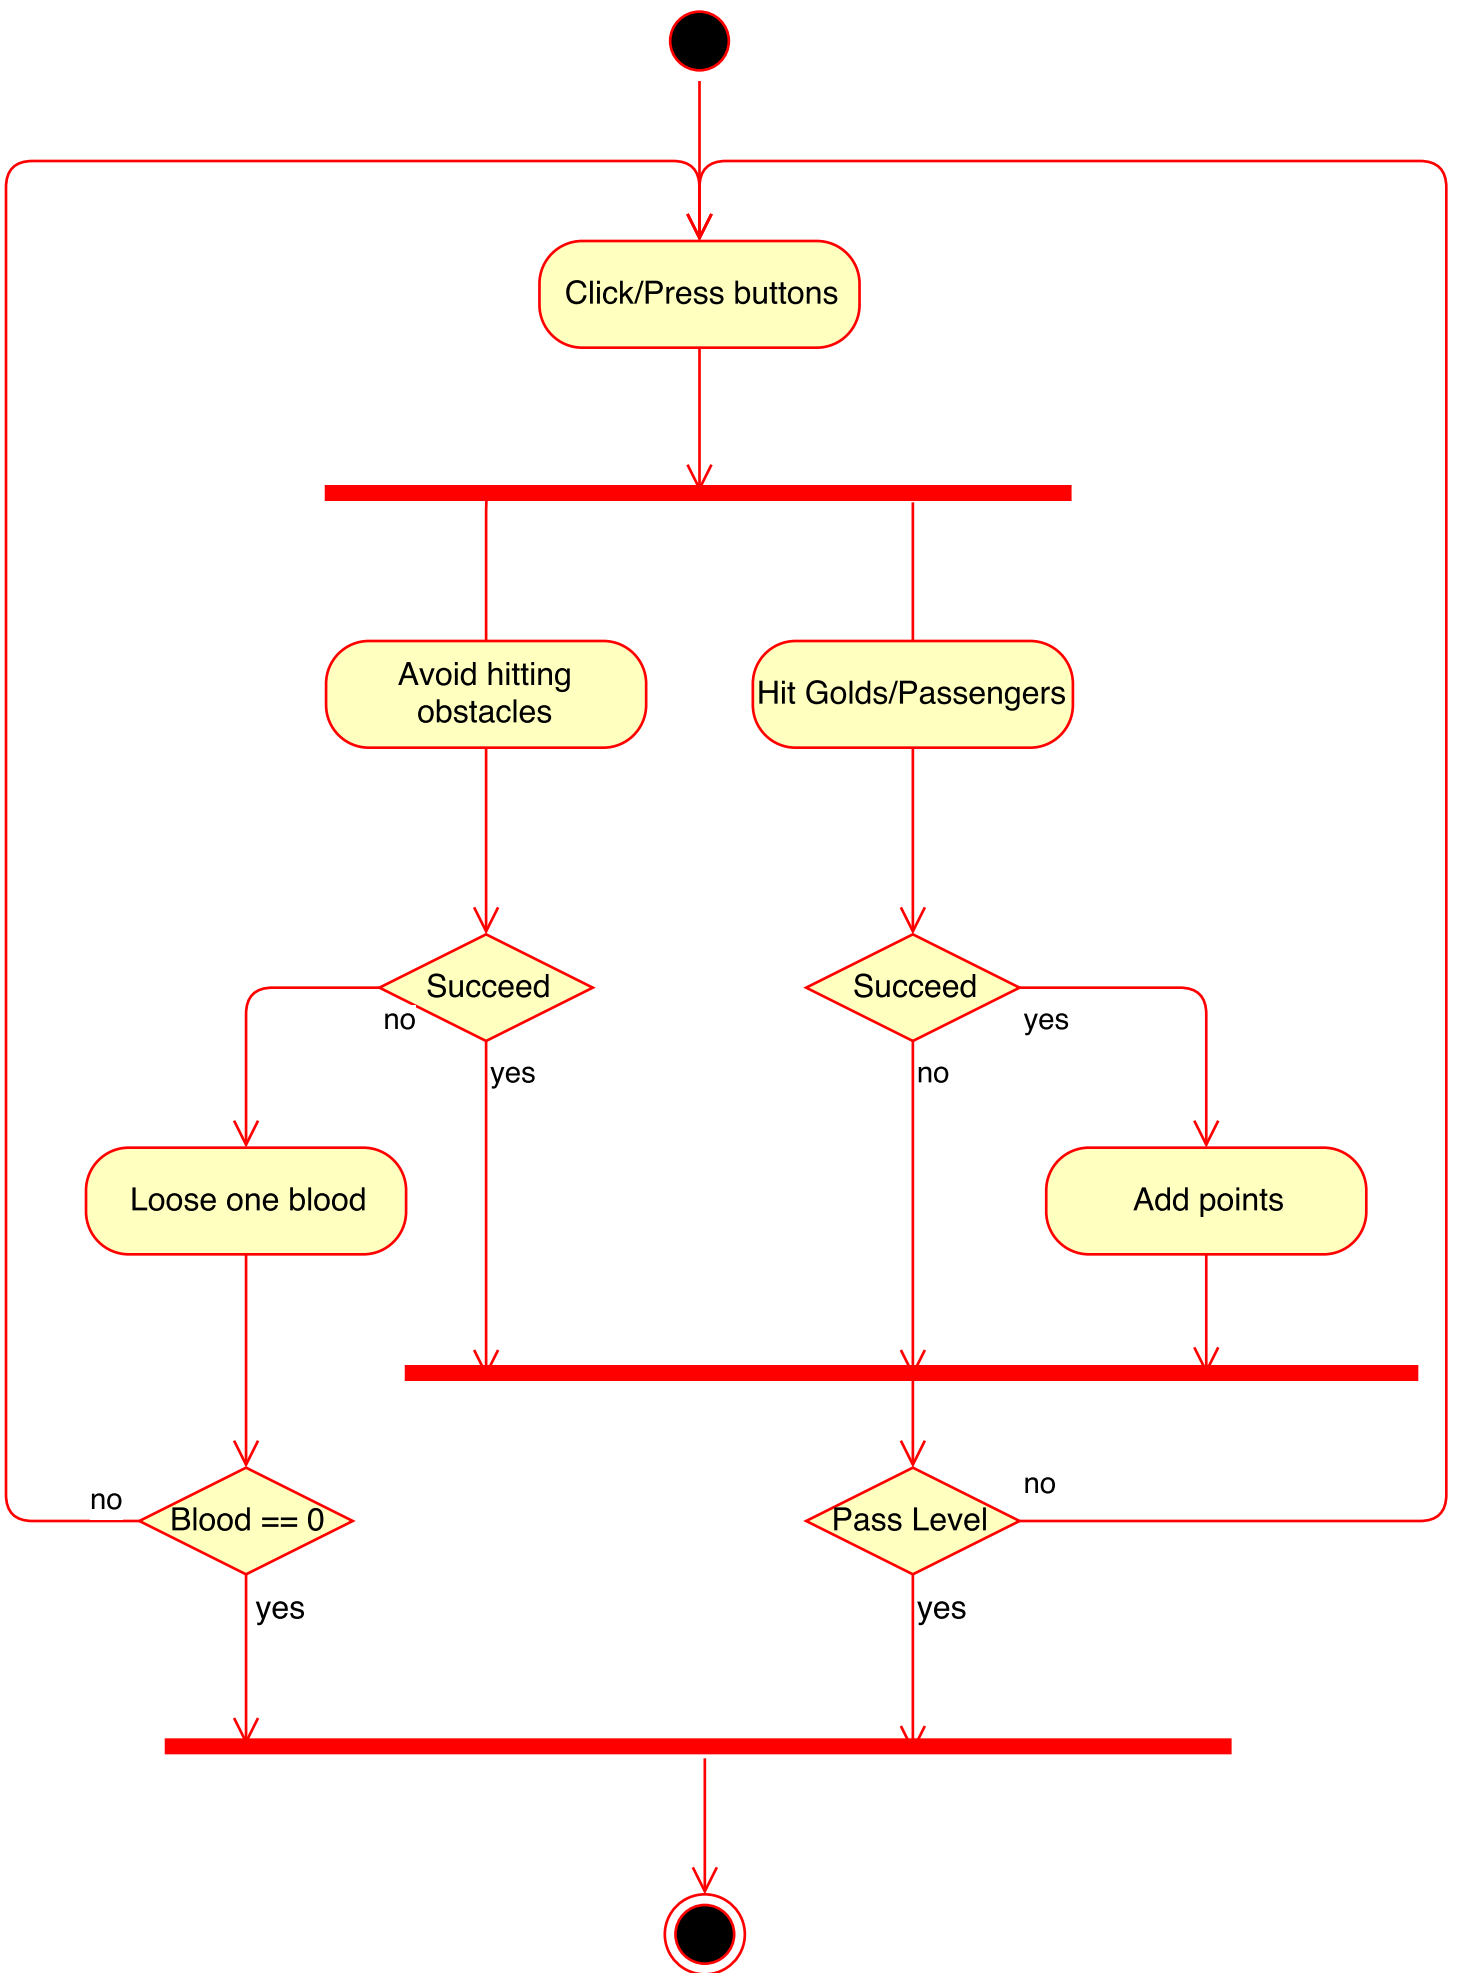 Click/Press buttons
Avoid hitting
obstacles
Hit Golds/Passengers
Succeed
Succeed
no
yes
yes
no
Loose one blood
Add points
no
Blood == 0
Pass Level
no
yes
yes